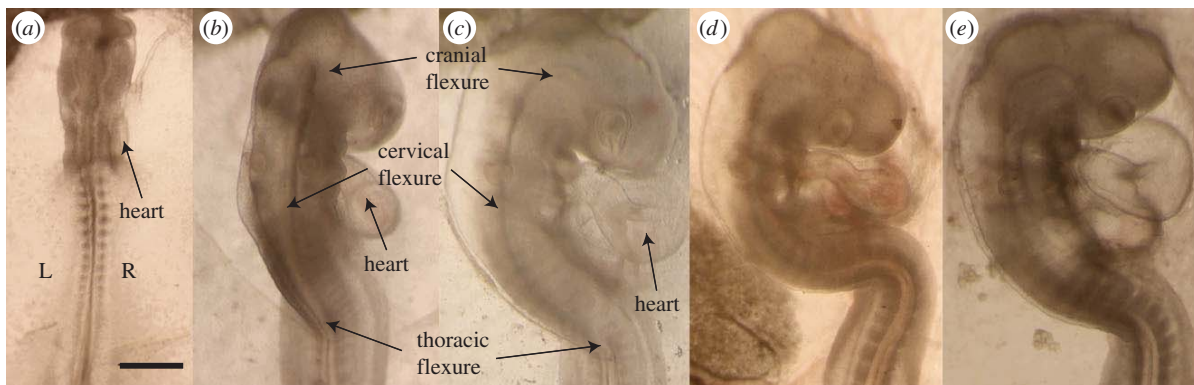 (a)
(b)
(c)
(d)
(e)
cranial
flexure
cervical
flexure
heart
L
R
heart
heart
thoracic
flexure